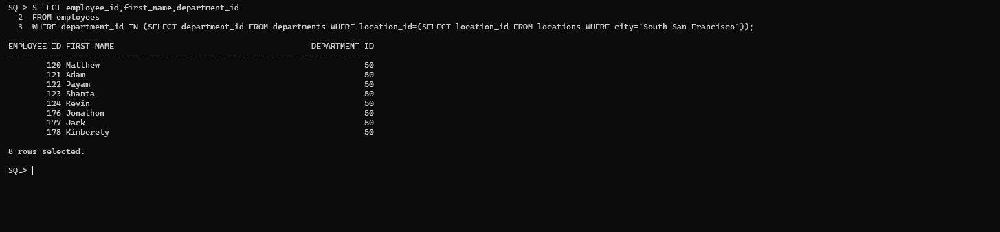 SQL> SELECT employee_id,first_name,department_id
  2  FROM employees
  3  WHERE department_id IN (SELECT department_id FROM departments WHERE location_id=(SELECT location_id FROM locations WHERE city='South San Francisco'));
EMPLOYEE_ID FIRST_NAME                                         DEPARTMENT_ID
----------- -------------------------------------------------- -------------
        120 Matthew                                                       50
        121 Adam                                                          50
        122 Payam                                                         50
        123 Shanta                                                        50
        124 Kevin                                                         50
        176 Jonathon                                                      50
        177 Jack                                                          50
        178 Kimberely                                                     50
8 rows selected.
SQL>